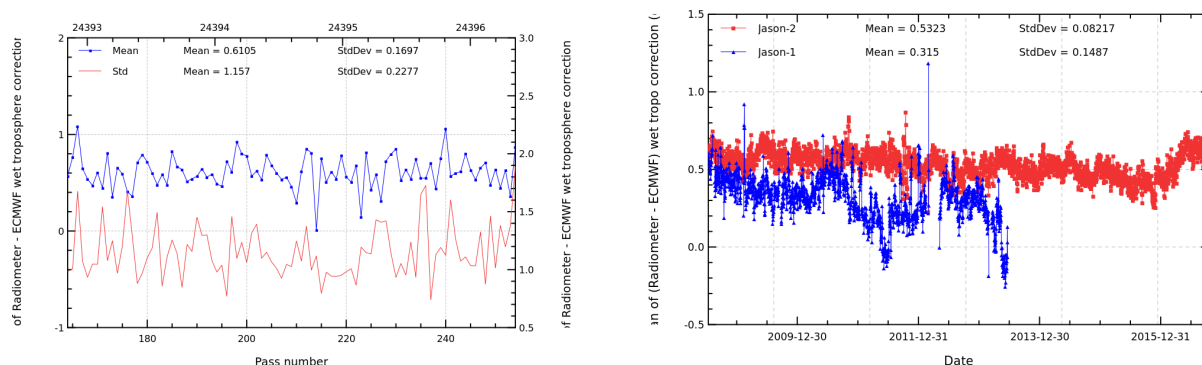 24393 24394 24395 24396
2
1
0
-1
3.0
2.5
2.0
1.5
1.0
0.5
Mean Mean = 0.6105 StdDev = 0.1697
Std Mean = 1.157 StdDev = 0.2277
180 200 220 240
Pass number
of Radiometer - ECMWF wet troposphere correction
of Radiometer - ECMWF wet troposphere correction
1.5
1.0
0.5
0.0
-0.5
Jason-2 Mean = 0.5323 StdDev = 0.08217
Jason-1 Mean = 0.315 StdDev = 0.1487
2009-12-30 2011-12-31 2013-12-30 2015-12-31
Date
of (Radiometer - ECMWF) wet tropo correction (